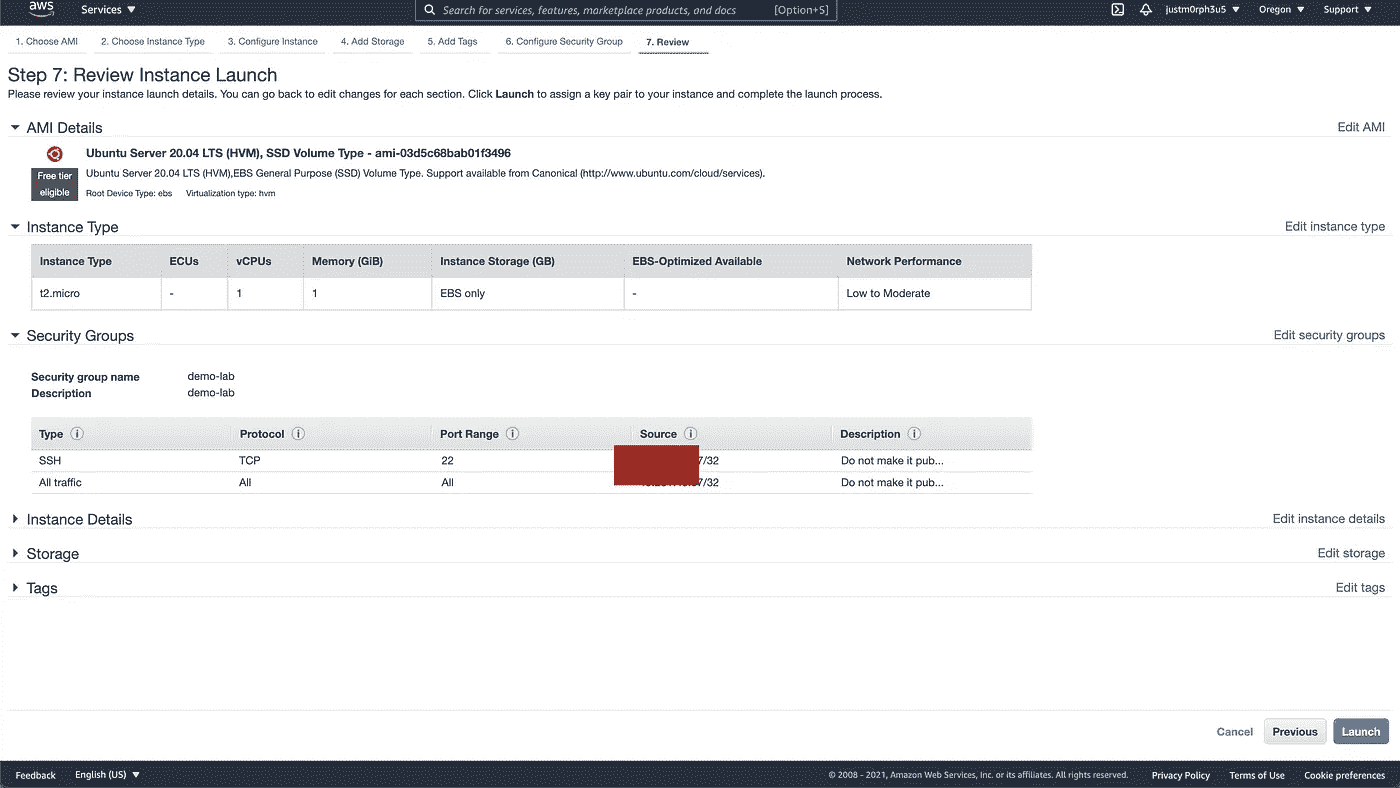 aws Services Search for services, features, marketplace products, and docs [Option+S] justm0rph3u5 Oregon Support
1. Choose AMI 2. Choose Instance Type 3. Configure Instance 4. Add Storage 5. Add Tags 6. Configure Security Group 7. Review
Step 7: Review Instance Launch
Please review your instance launch details. You can go back to edit changes for each section. Click Launch to assign a key pair to your instance and complete the launch process.
AMI Details Edit AMI
Ubuntu Server 20.04 LTS (HVM), SSD Volume Type - ami-03d5c68bab01f3496
Free tier eligible
Ubuntu Server 20.04 LTS (HVM),EBS General Purpose (SSD) Volume Type. Support available from Canonical (http://www.ubuntu.com/cloud/services).
Root Device Type: ebs Virtualization type: hvm
Instance Type Edit instance type
Instance Type ECUs vCPUs Memory (GiB) Instance Storage (GB) EBS-Optimized Available Network Performance
t2.micro - 1 1 EBS only - Low to Moderate
Security Groups Edit security groups
Security group name demo-lab
Description demo-lab
Type Protocol Port Range Source Description
SSH TCP 22 7/32 Do not make it pub...
All traffic All All 7/32 Do not make it pub...
Instance Details Edit instance details
Storage Edit storage
Tags Edit tags
Cancel Previous Launch
Feedback English (US) © 2008 - 2021, Amazon Web Services, Inc. or its affiliates. All rights reserved. Privacy Policy Terms of Use Cookie preferences